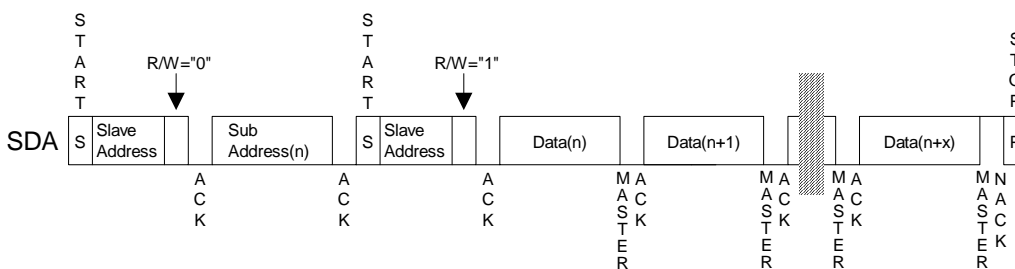 START
START
STOP
R/W="0"
R/W="1"
SDA
S
Slave
Address
Sub
Address(n)
S
Slave
Address
Data(n)
Data(n+1)
Data(n+x)
P
ACK
ACK
ACK
MASTER
ACK
MASTER
ACK
MASTER
ACK
MASTER
NACK